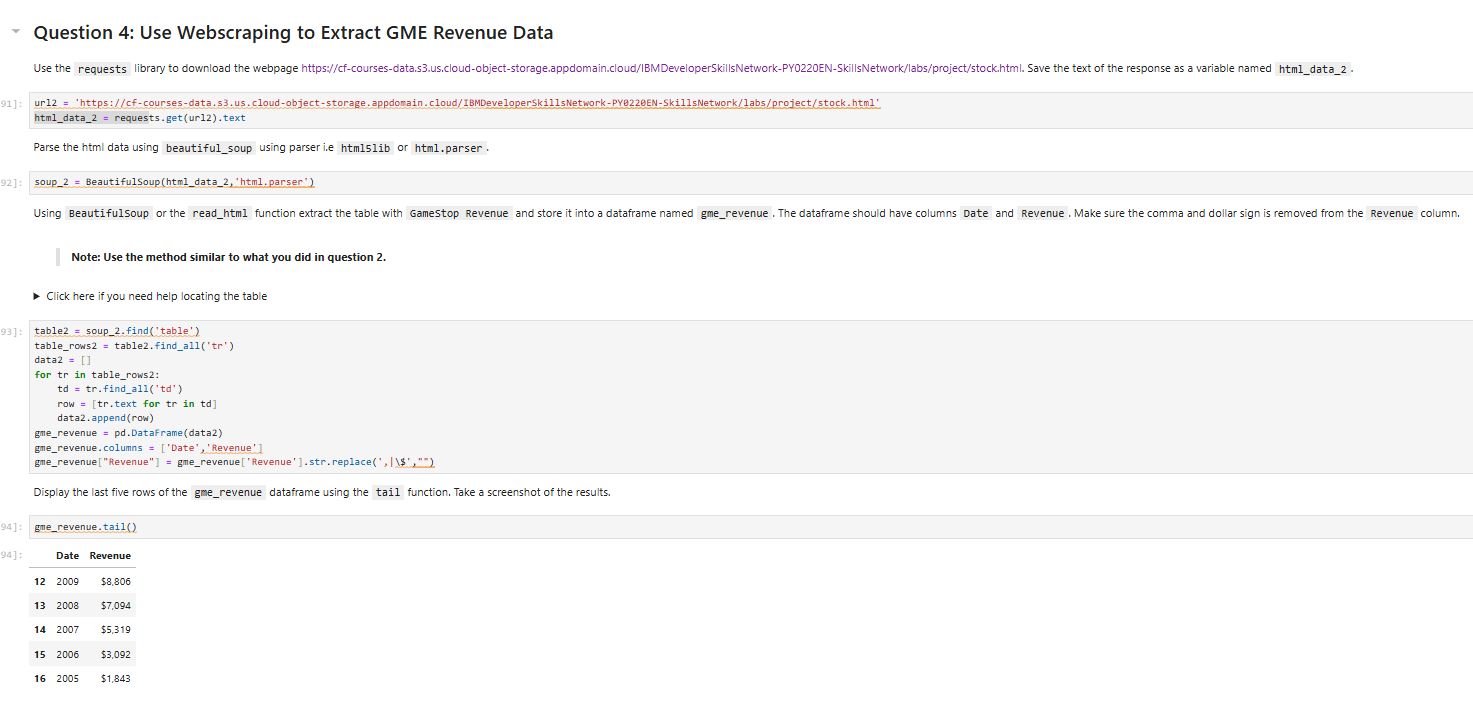 Question 4: Use Webscraping to Extract GME Revenue Data
Use the requests library to download the webpage https://cf-courses-data.s3.us.cloud-object-storage.appdomain.cloud/IBMDeveloperSkillsNetwork-PY0220EN-SkillsNetwork/labs/project/stock.html. Save the text of the response as a variable named html_data_2.
91]: url2 = 'https://cf-courses-data.s3.us.cloud-object-storage.appdomain.cloud/IBMDeveloperSkillsNetwork-PY0220EN-SkillsNetwork/labs/project/stock.html'
html_data_2 = requests.get(url2).text
Parse the html data using beautiful_soup using parser i.e html5lib or html.parser.
92]: soup_2 = BeautifulSoup(html_data_2,'html.parser')
Using BeautifulSoup or the read_html function extract the table with GameStop Revenue and store it into a dataframe named gme_revenue. The dataframe should have columns Date and Revenue. Make sure the comma and dollar sign is removed from the Revenue column.
Note: Use the method similar to what you did in question 2.
Click here if you need help locating the table
93]: table2 = soup_2.find('table')
table_rows2 = table2.find_all('tr')
data2 = []
for tr in table_rows2:
    td = tr.find_all('td')
    row = [tr.text for tr in td]
    data2.append(row)
gme_revenue = pd.DataFrame(data2)
gme_revenue.columns = ['Date','Revenue']
gme_revenue["Revenue"] = gme_revenue['Revenue'].str.replace(',|\$',"")
Display the last five rows of the gme_revenue dataframe using the tail function. Take a screenshot of the results.
94]: gme_revenue.tail()
94]: Date Revenue
12 2009 $8,806
13 2008 $7,094
14 2007 $5,319
15 2006 $3,092
16 2005 $1,843